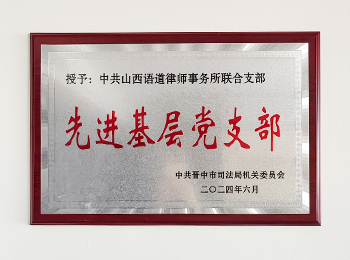 授予：中共山西语道律师事务所联合支部
先进基层党支部
中共晋中市司法局机关委员会
二〇二四年六月